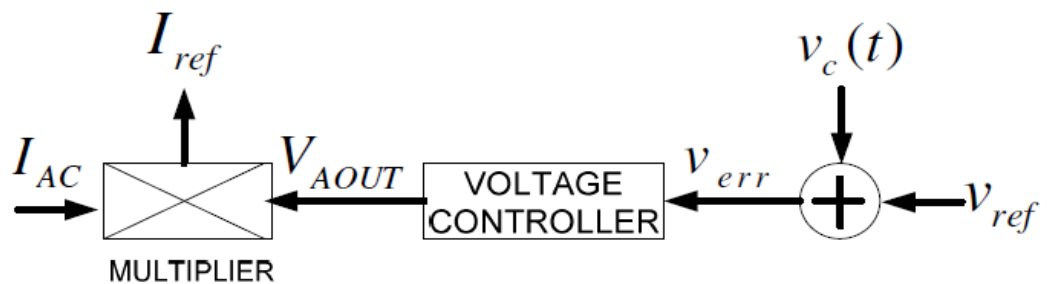 I_ref
v_c(t)
I_AC
V_AOUT
VOLTAGE
CONTROLLER
v_err
+
v_ref
MULTIPLIER